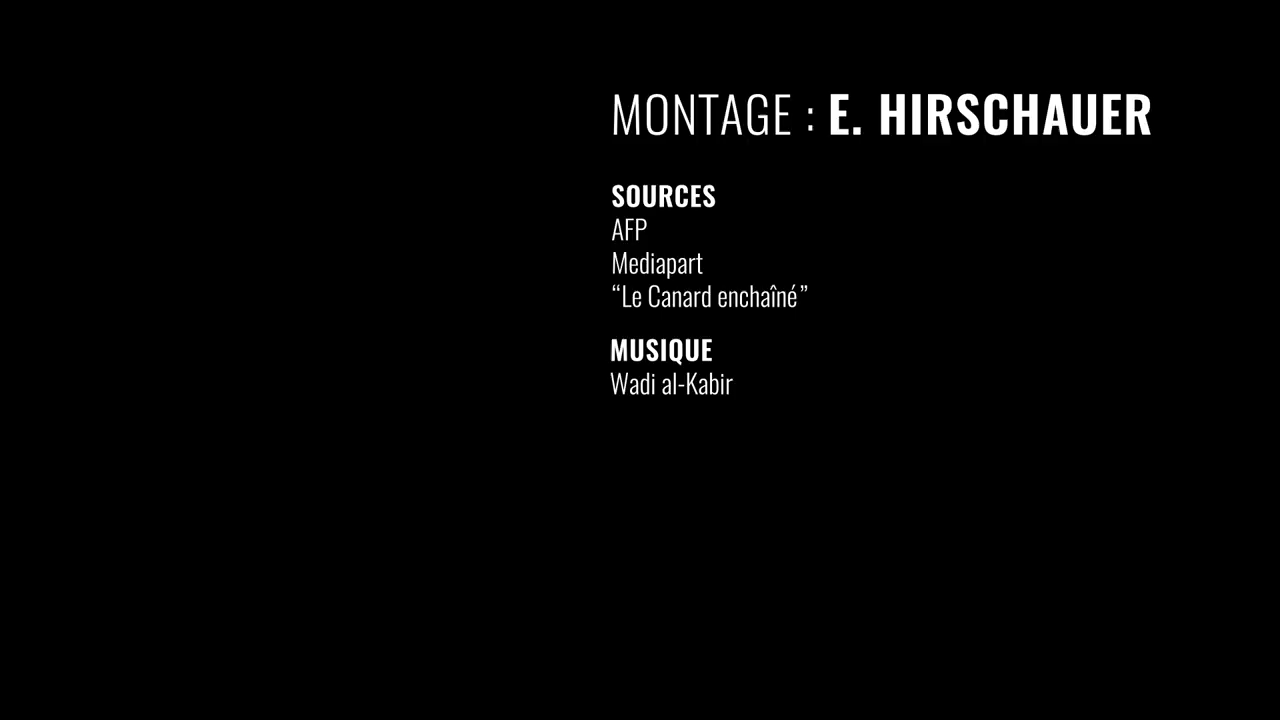 MONTAGE : E. HIRSCHAUER
SOURCES
AFP
Mediapart
“Le Canard enchaîné”
MUSIQUE
Wadi al-Kabir